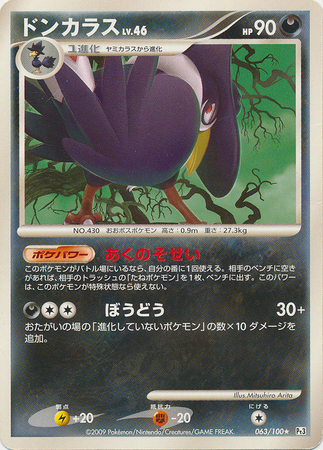 ドンカラス LV.46 HP 90
1進化 ヤミカラスから進化
NO.430 おおボスポケモン 高さ:0.9m 重さ:27.3kg
ポケパワー あくのそせい
このポケモンがバトル場にいるなら、自分の番に1回使える。相手のベンチに空き
があれば、相手のトラッシュの「たねポケモン」を1枚、ベンチに出す。このパワー
は、このポケモンが特殊状態なら使えない。
ぼうどう 30+
おたがいの場の「進化していないポケモン」の数×10 ダメージを
追加。
Illus. Mitsuhiro Arita
弱点 +20 抵抗力 −20 にげる
©2009 Pokémon/Nintendo/Creatures/GAME FREAK. 063/100★ Pt3